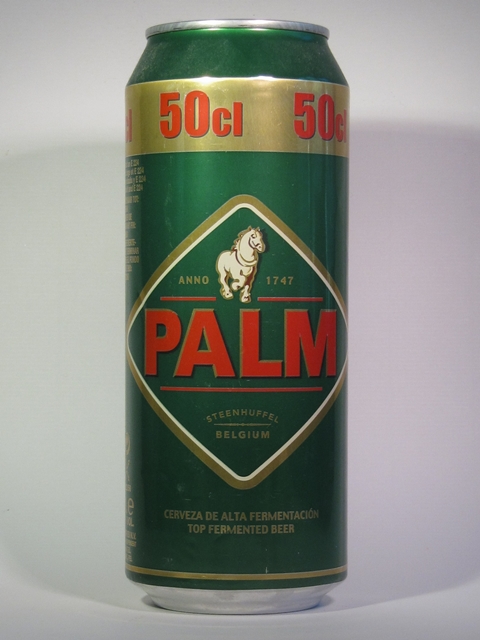 50cl 50cl
ANNO 1747
PALM
STEENHUFFEL
BELGIUM
CERVEZA DE ALTA FERMENTACIÓN
TOP FERMENTED BEER